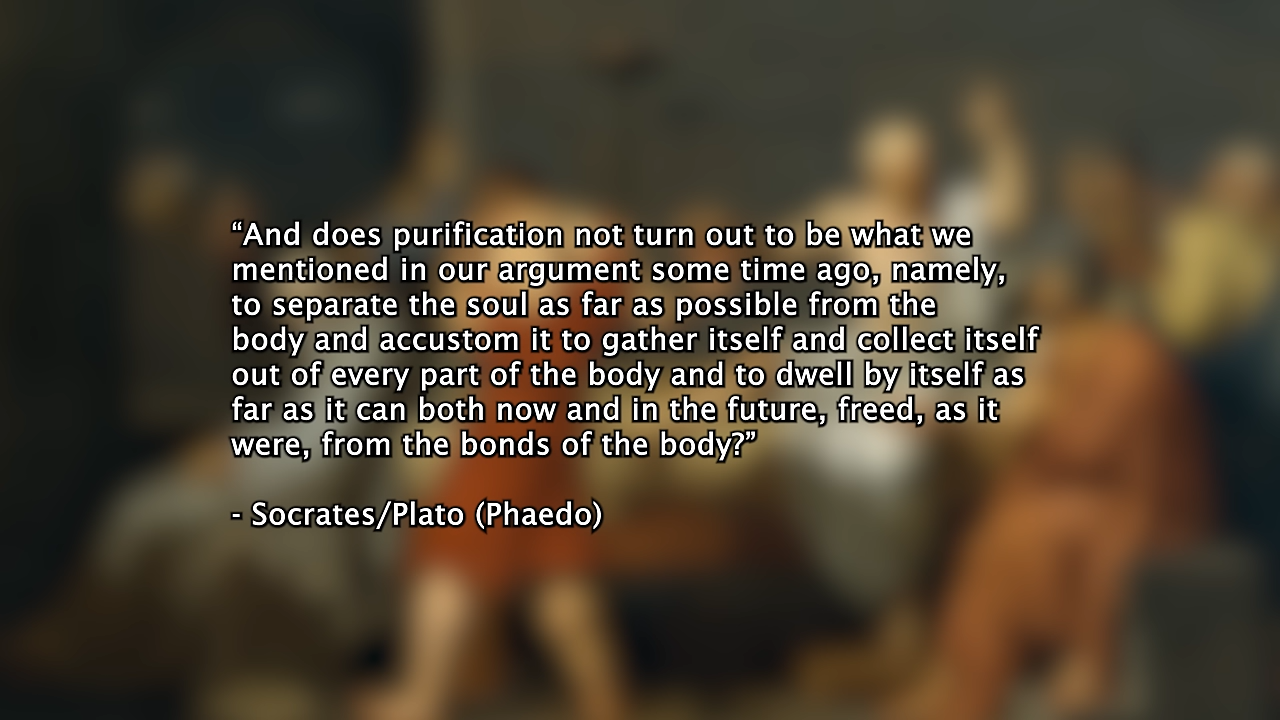 “And does purification not turn out to be what we
mentioned in our argument some time ago, namely,
to separate the soul as far as possible from the
body and accustom it to gather itself and collect itself
out of every part of the body and to dwell by itself as
far as it can both now and in the future, freed, as it
were, from the bonds of the body?”
- Socrates/Plato (Phaedo)